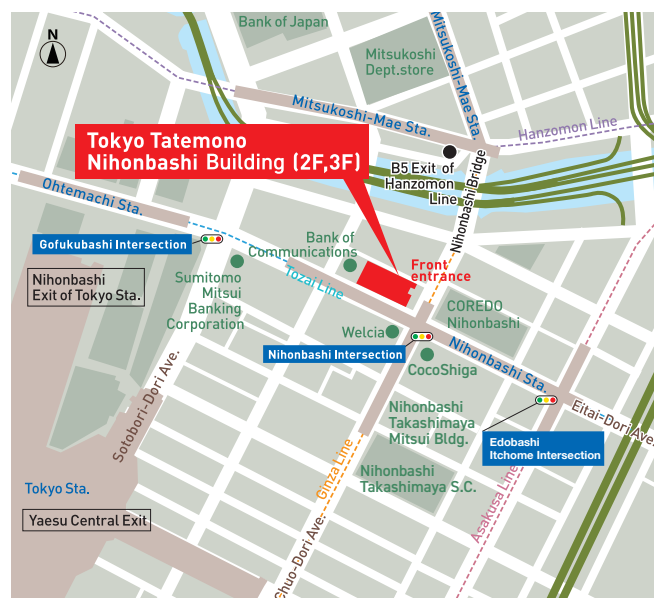 Bank of Japan
N
Mitsukoshi
Dept.store
Mitsukoshi-Mae Sta.
Mitsukoshi-Mae Sta.
Hanzomon Line
Tokyo Tatemono
Nihonbashi Building (2F,3F)
B5 Exit of
Hanzomon
Line
Nihonbashi Bridge
Ohtemachi Sta.
Gofukubashi Intersection
Bank of
Communications
Front
entrance
Nihonbashi
Exit of Tokyo Sta.
Sumitomo
Mitsui
Banking
Corporation
Tozai Line
COREDO
Nihonbashi
Welcia
Nihonbashi Intersection
Nihonbashi Sta.
CocoShiga
Sotobori-Dori Ave.
Nihonbashi
Takashimaya
Mitsui Bldg.
Eitai-Dori Ave.
Edobashi
Itchome Intersection
Ginza Line
Nihonbashi
Takashimaya S.C.
Asakusa Line
Tokyo Sta.
Yaesu Central Exit
Chuo-Dori Ave.